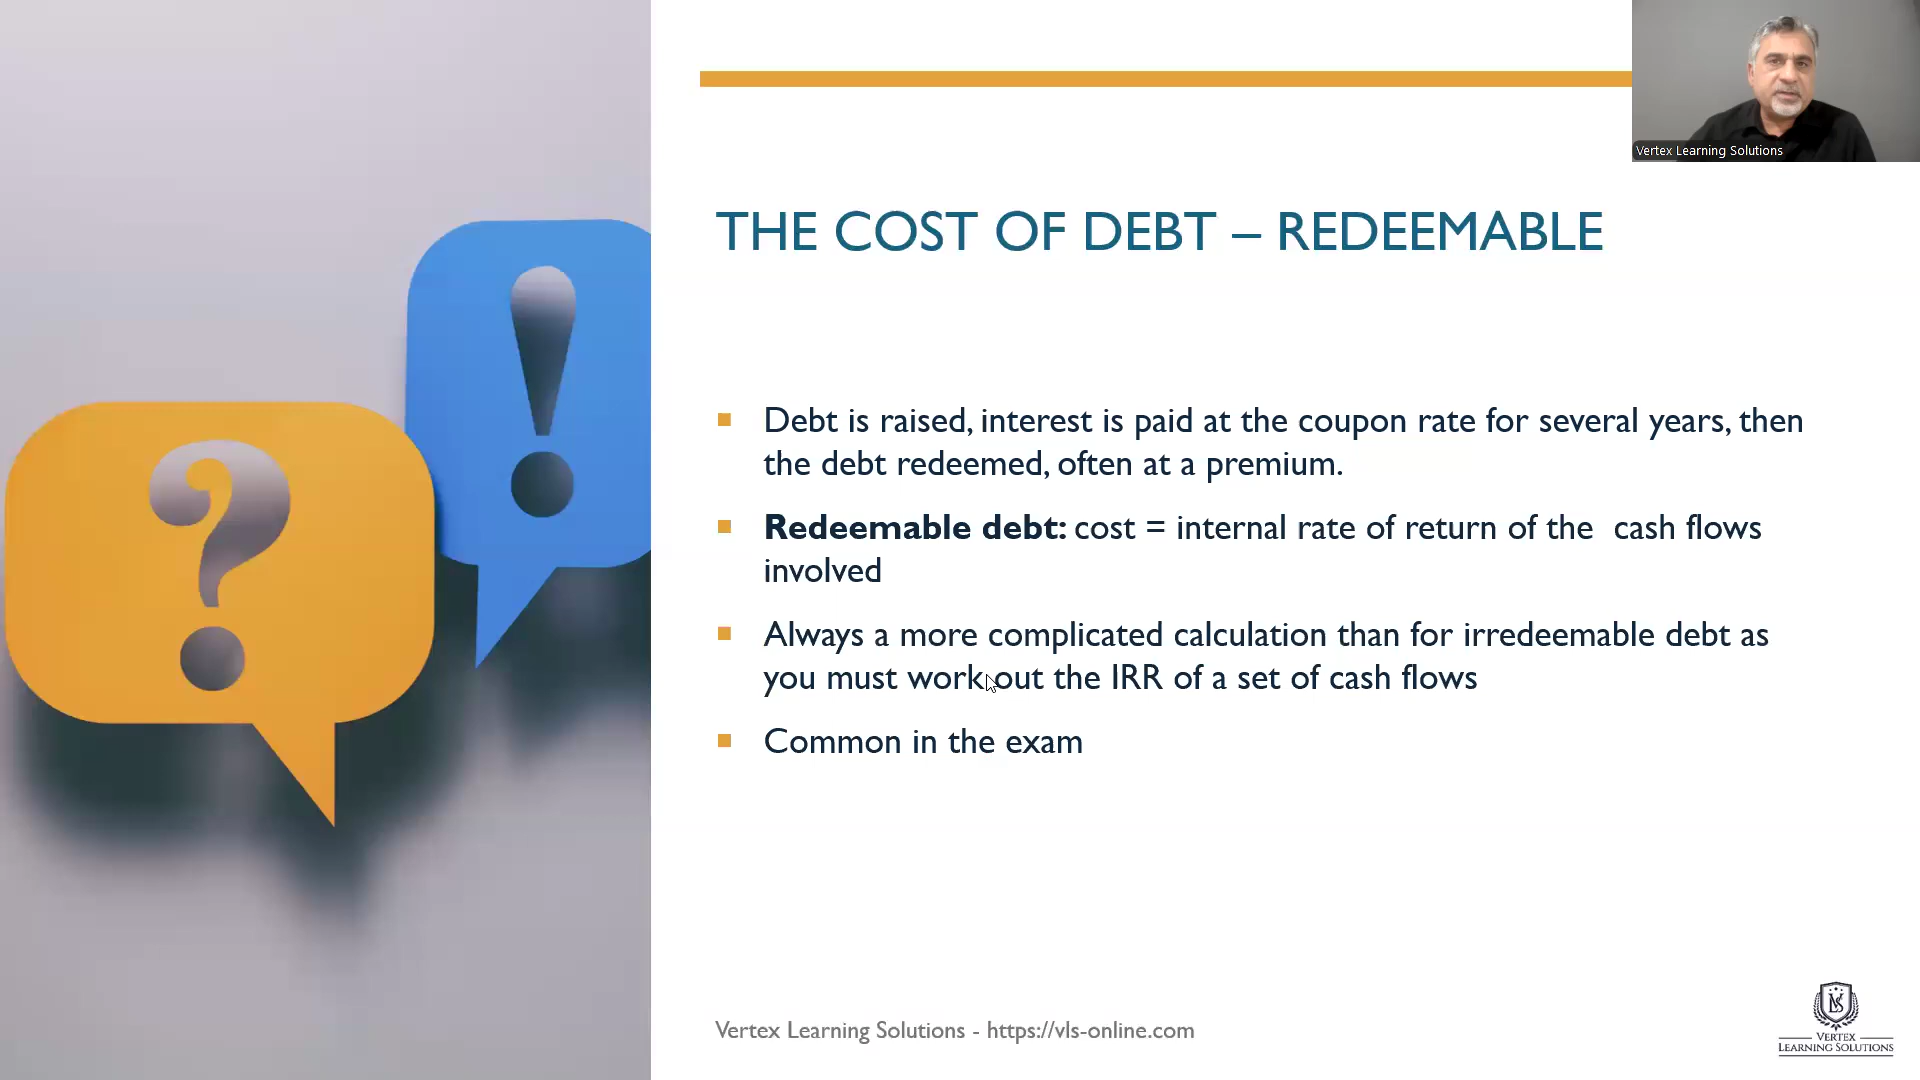 Vertex Learning Solutions
THE COST OF DEBT – REDEEMABLE
Debt is raised, interest is paid at the coupon rate for several years, then
the debt redeemed, often at a premium.
Redeemable debt: cost = internal rate of return of the cash flows
involved
Always a more complicated calculation than for irredeemable debt as
you must work out the IRR of a set of cash flows
Common in the exam
Vertex Learning Solutions - https://vls-online.com
VLS
VERTEX
LEARNING SOLUTIONS
? !